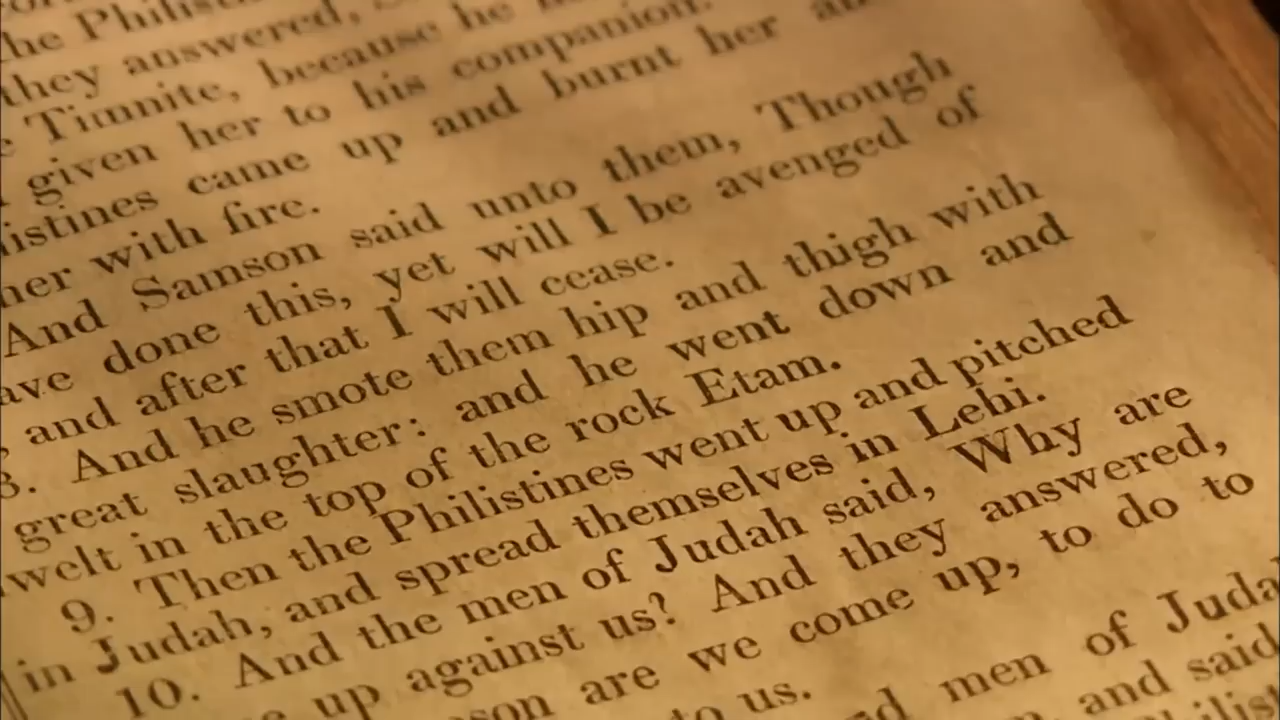 the Philis
they answered,
Timnite, because he
given her to his companion.
istines came up and burnt her
her with fire.
And Samson said unto them, Though
ave done this, yet will I be avenged of
and after that I will cease.
8. And he smote them hip and thigh with
great slaughter: and he went down and
welt in the top of the rock Etam.
9. Then the Philistines went up and pitched
in Judah, and spread themselves in Lehi.
10. And the men of Judah said, Why are
up against us? And they answered,
son are we come up, to do to
to us.
men of Juda
and said